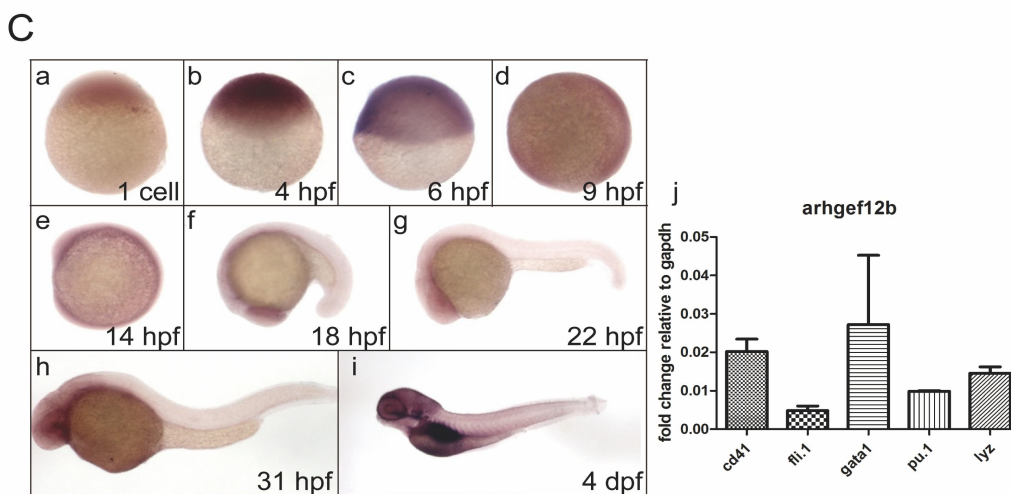 C
a
1 cell
b
4 hpf
c
6 hpf
d
9 hpf
e
14 hpf
f
18 hpf
g
22 hpf
h
31 hpf
i
4 dpf
j
arhgef12b
fold change relative to gapdh
0.05
0.04
0.03
0.02
0.01
0.00
cd41
fli.1
gata1
pu.1
lyz